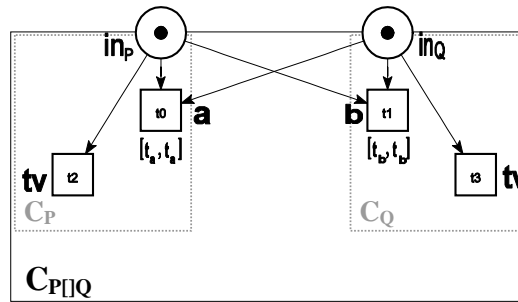 in_P
in_Q
t0 a
b t1
[t_a, t_a]
[t_b, t_b]
tv t2
t3 tv
C_P
C_Q
C_P[]Q